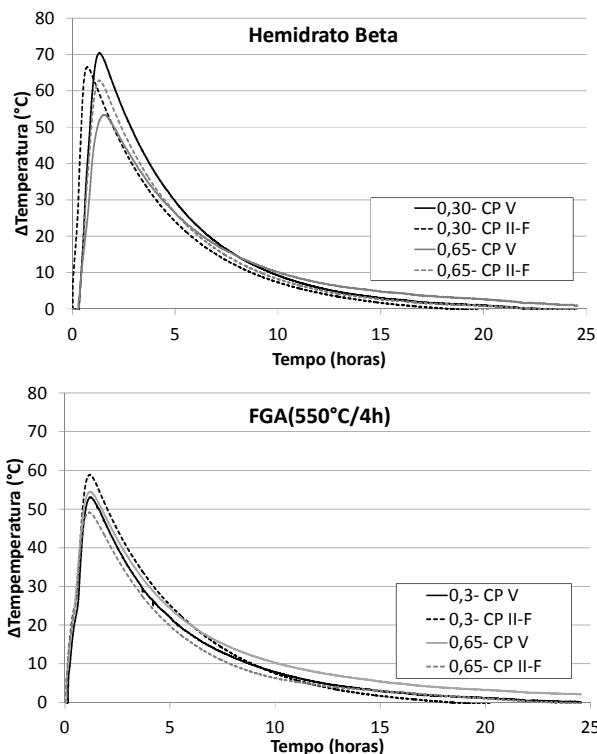 Hemidrato Beta
80
70
60
50
40
30
20
10
0
ΔTemperatura (°C)
0,30- CP V
0,30- CP II-F
0,65- CP V
0,65- CP II-F
0 5 10 15 20 25
Tempo (horas)
FGA(550°C/4h)
80
70
60
50
40
30
20
10
0
ΔTempemperatura (°C)
0,3- CP V
0,3- CP II-F
0,65- CP V
0,65- CP II-F
0 5 10 15 20 25
Tempo (horas)